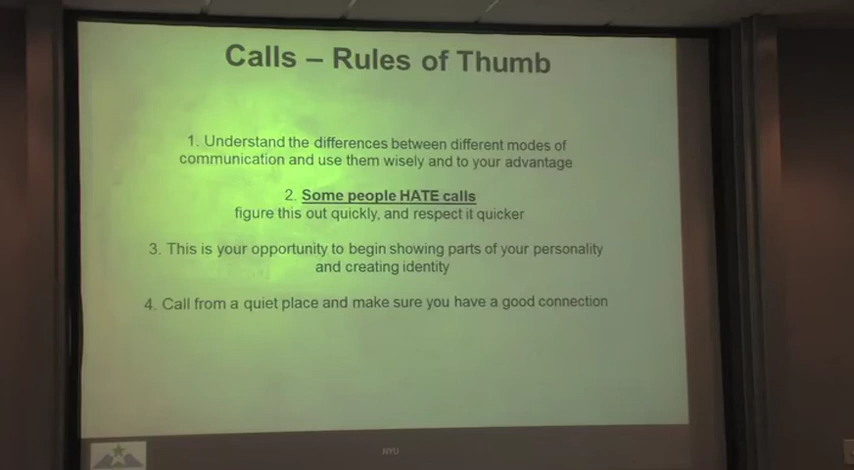 Calls – Rules of Thumb
1. Understand the differences between different modes of
communication and use them wisely and to your advantage
2. Some people HATE calls
figure this out quickly, and respect it quicker
3. This is your opportunity to begin showing parts of your personality
and creating identity
4. Call from a quiet place and make sure you have a good connection
NYU